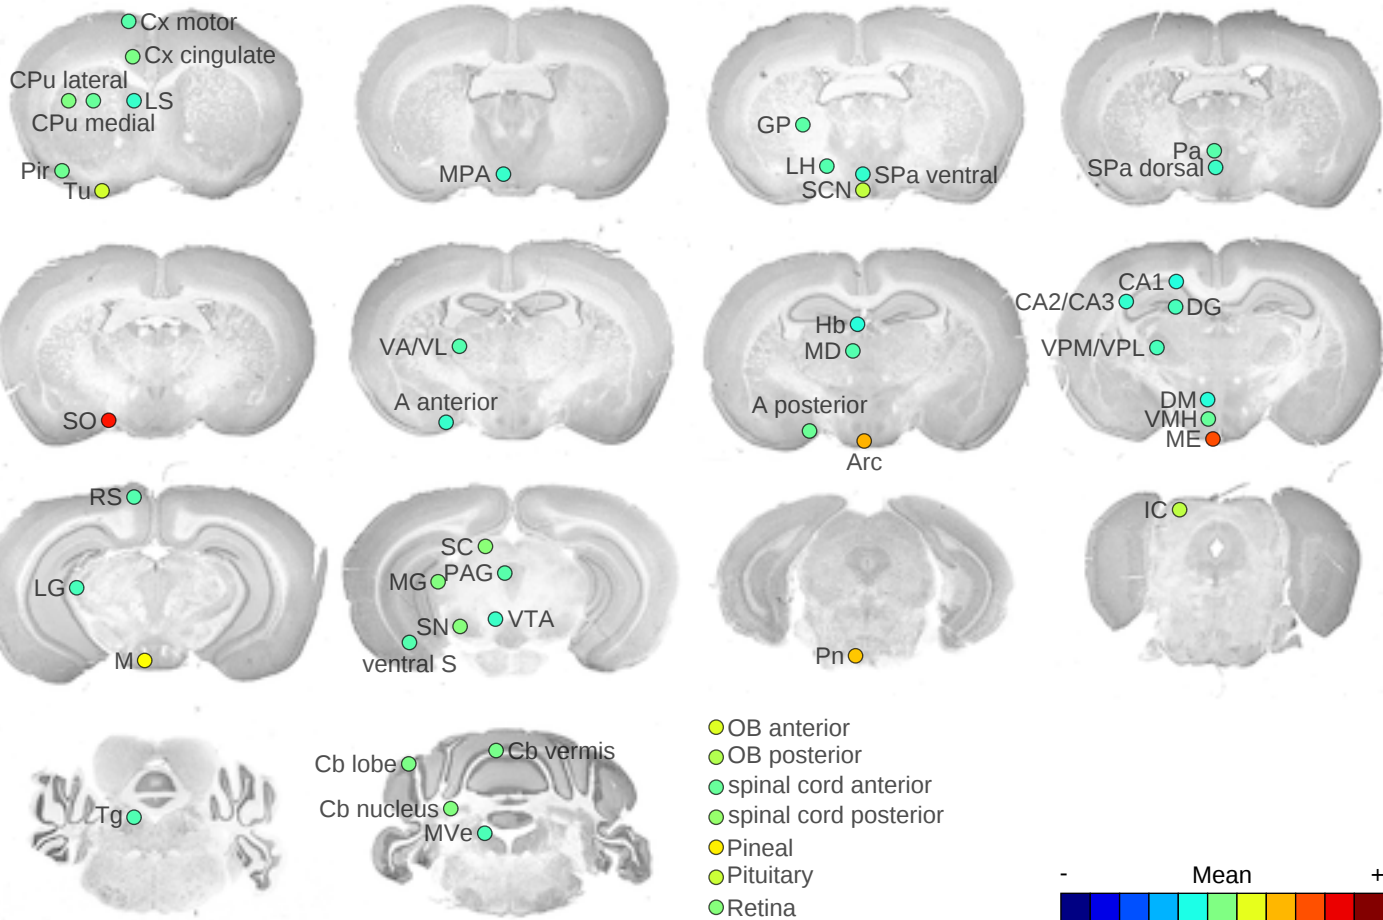 Cx motor
Cx cingulate
CPu lateral
LS
CPu medial
Pir
Tu
MPA
GP
LH
SPa ventral
SCN
Pa
SPa dorsal
SO
VA/VL
A anterior
Hb
MD
A posterior
Arc
CA1
CA2/CA3
DG
VPM/VPL
DM
VMH
ME
RS
LG
M
SC
PAG
MG
SN
VTA
ventral S
Pn
IC
Tg
Cb vermis
Cb lobe
Cb nucleus
MVe
OB anterior
OB posterior
spinal cord anterior
spinal cord posterior
Pineal
Pituitary
Retina
- Mean +